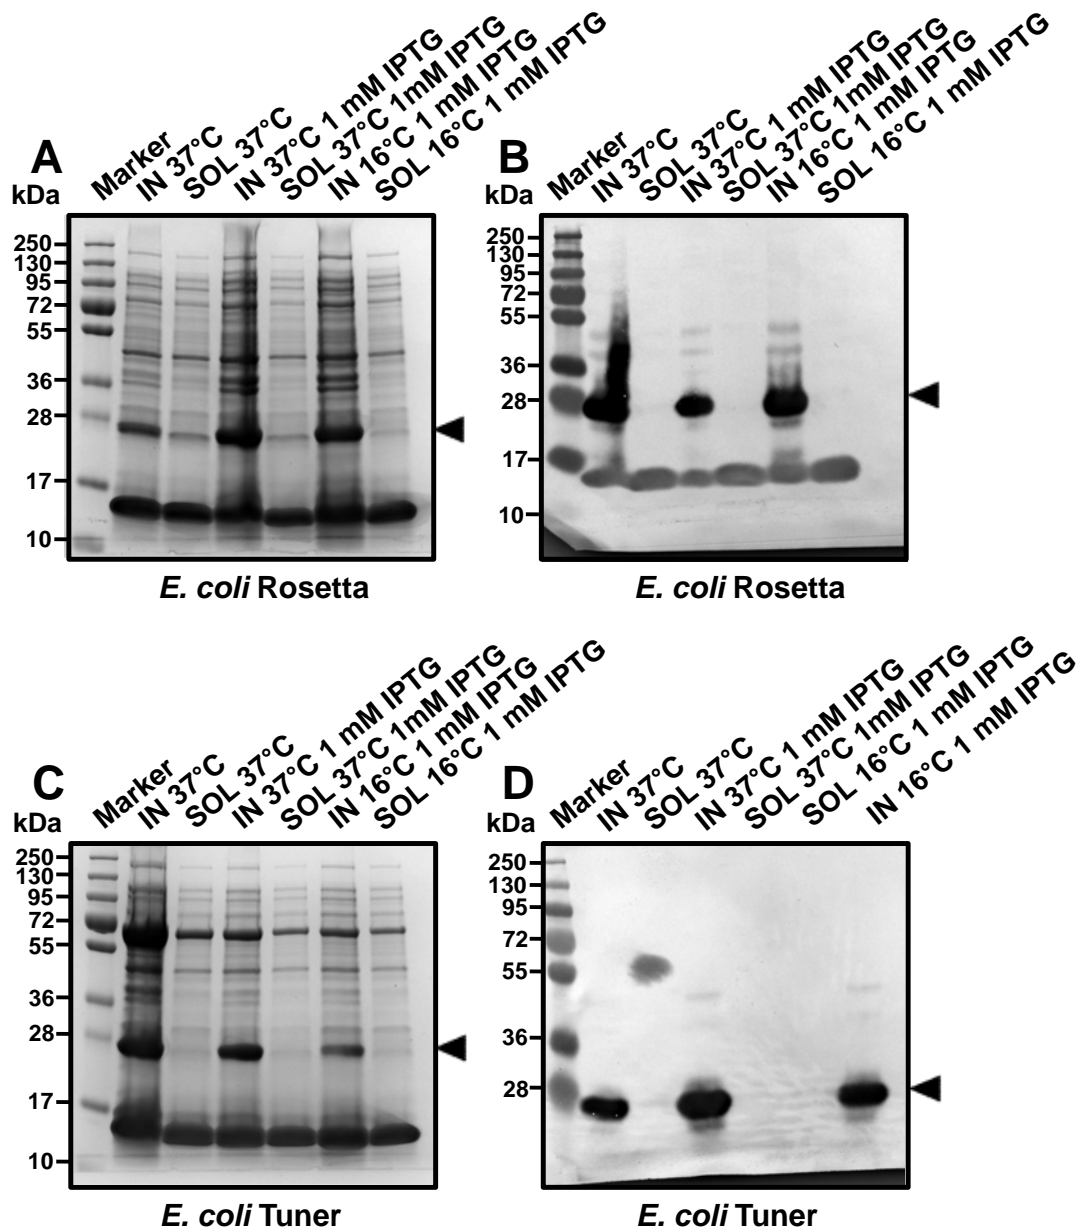 A
kDa
Marker
IN 37°C
SOL 37°C
IN 37°C 1 mM IPTG
SOL 37°C 1mM IPTG
IN 16°C 1 mM IPTG
SOL 16°C 1 mM IPTG
250
130
95
72
55
36
28
17
10
E. coli Rosetta
B
kDa
Marker
IN 37°C
SOL 37°C
IN 37°C 1 mM IPTG
SOL 37°C 1mM IPTG
IN 16°C 1 mM IPTG
SOL 16°C 1 mM IPTG
250
130
95
72
55
36
28
17
10
E. coli Rosetta
C
kDa
Marker
IN 37°C
SOL 37°C
IN 37°C 1 mM IPTG
SOL 37°C 1mM IPTG
IN 16°C 1 mM IPTG
SOL 16°C 1 mM IPTG
250
130
95
72
55
36
28
17
10
E. coli Tuner
D
kDa
Marker
IN 37°C
SOL 37°C
IN 37°C 1 mM IPTG
SOL 37°C 1mM IPTG
SOL 16°C 1 mM IPTG
IN 16°C 1 mM IPTG
250
130
95
72
55
36
28
E. coli Tuner